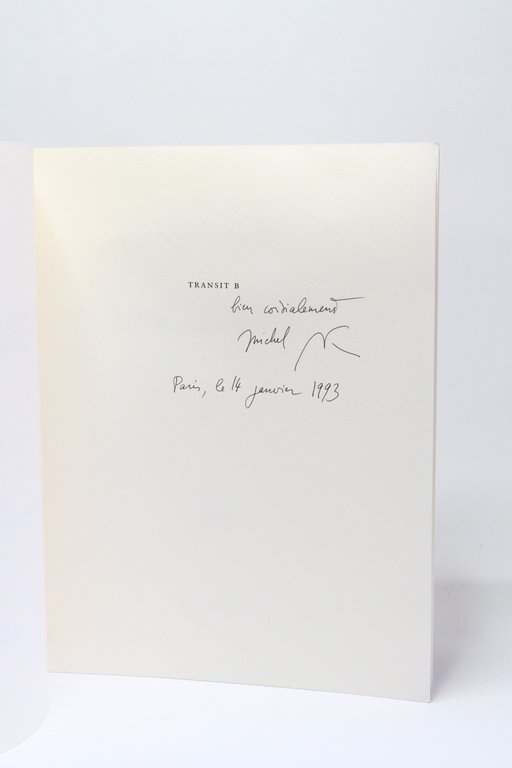 TRANSIT B
bien cordialement
Michel
Paris, le 14 janvier 1993